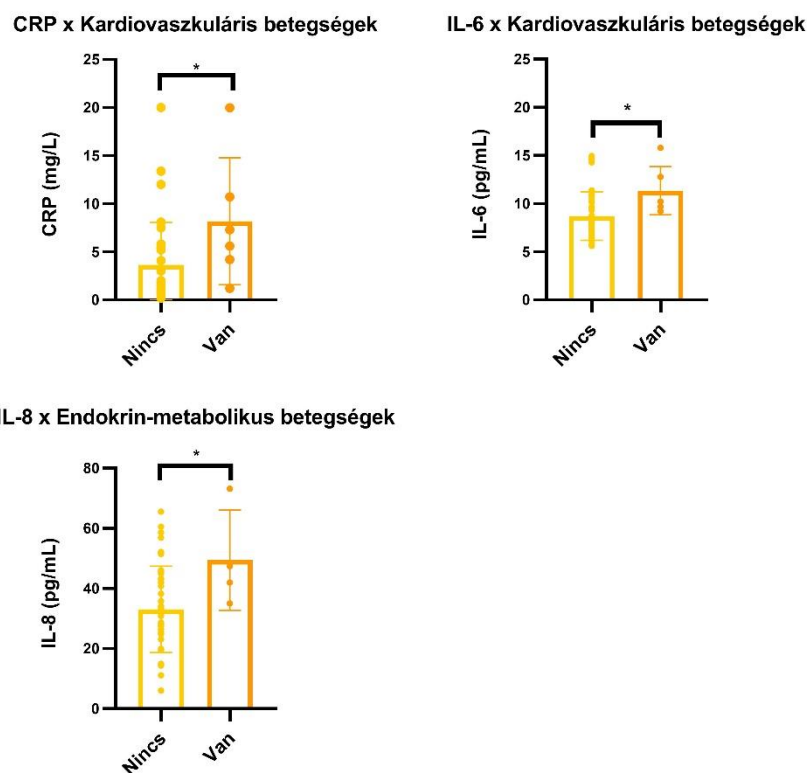 CRP x Kardiovaszkuláris betegségek
*
25
20
15
10
5
0
CRP (mg/L)
Nincs
Van
IL-6 x Kardiovaszkuláris betegségek
*
25
20
15
10
5
0
IL-6 (pg/mL)
Nincs
Van
IL-8 x Endokrin-metabolikus betegségek
*
80
60
40
20
0
IL-8 (pg/mL)
Nincs
Van